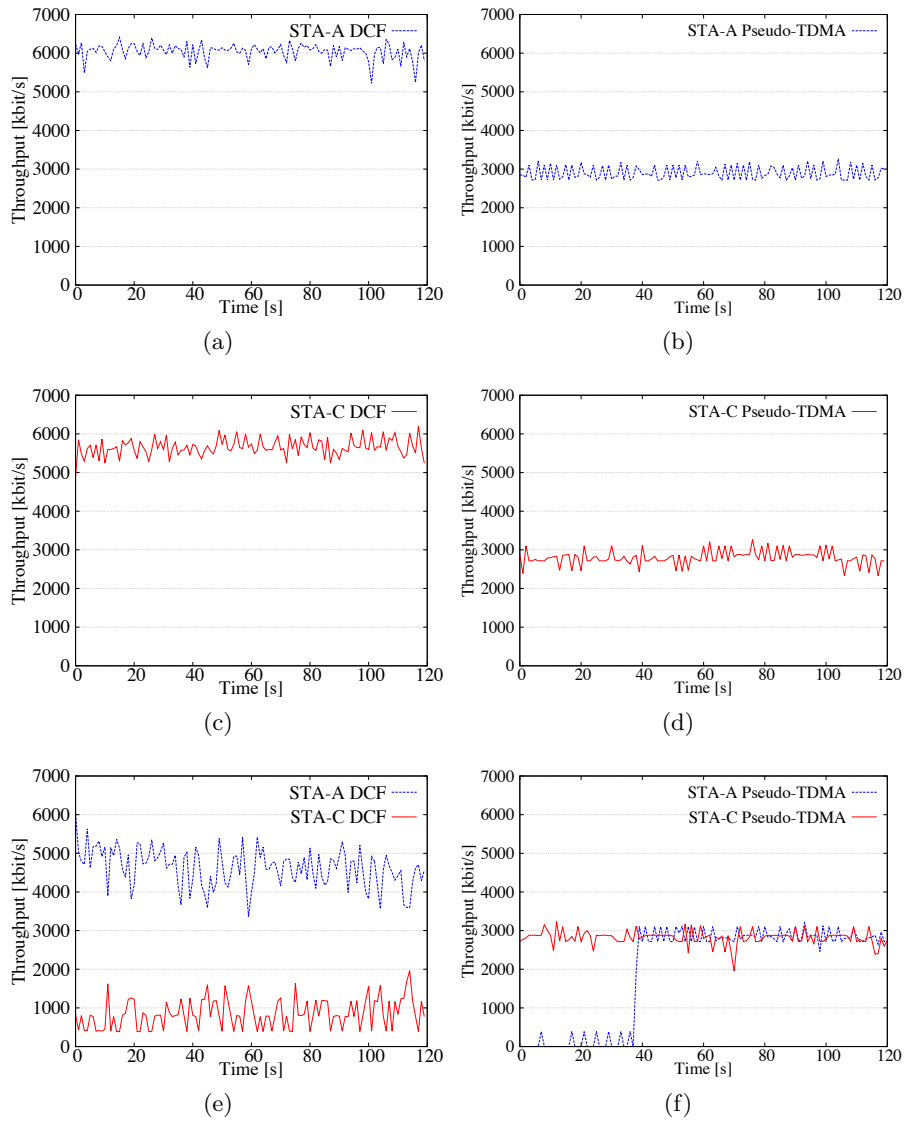 7000
6000
5000
4000
3000
2000
1000
0
Throughput [kbit/s]
STA-A DCF
0 20 40 60 80 100 120
Time [s]
(a)
7000
6000
5000
4000
3000
2000
1000
0
Throughput [kbit/s]
STA-A Pseudo-TDMA
0 20 40 60 80 100 120
Time [s]
(b)
7000
6000
5000
4000
3000
2000
1000
0
Throughput [kbit/s]
STA-C DCF
0 20 40 60 80 100 120
Time [s]
(c)
7000
6000
5000
4000
3000
2000
1000
0
Throughput [kbit/s]
STA-C Pseudo-TDMA
0 20 40 60 80 100 120
Time [s]
(d)
7000
6000
5000
4000
3000
2000
1000
0
Throughput [kbit/s]
STA-A DCF
STA-C DCF
0 20 40 60 80 100 120
Time [s]
(e)
7000
6000
5000
4000
3000
2000
1000
0
Throughput [kbit/s]
STA-A Pseudo-TDMA
STA-C Pseudo-TDMA
0 20 40 60 80 100 120
Time [s]
(f)